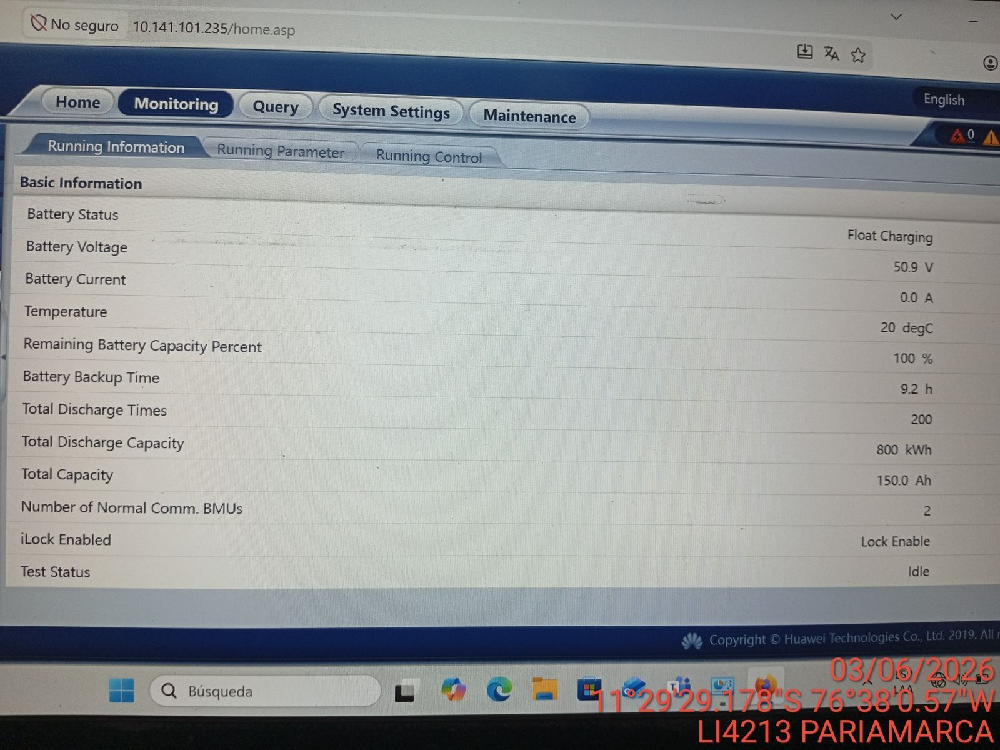 No seguro 10.141.101.235/home.asp
English
Home Monitoring Query System Settings Maintenance
0
Running Information Running Parameter Running Control
Basic Information
Battery Status Float Charging
Battery Voltage 50.9 V
Battery Current 0.0 A
Temperature 20 degC
Remaining Battery Capacity Percent 100 %
Battery Backup Time 9.2 h
Total Discharge Times 200
Total Discharge Capacity 800 kWh
Total Capacity 150.0 Ah
Number of Normal Comm. BMUs 2
iLock Enabled Lock Enable
Test Status Idle
Copyright © Huawei Technologies Co., Ltd. 2019. All
Búsqueda
03/06/2026
11°29'29.178"S 76°38'0.57"W
LI4213 PARIAMARCA